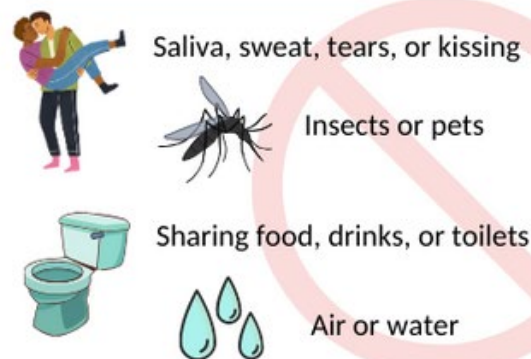 Saliva, sweat, tears, or kissing
Insects or pets
Sharing food, drinks, or toilets
Air or water